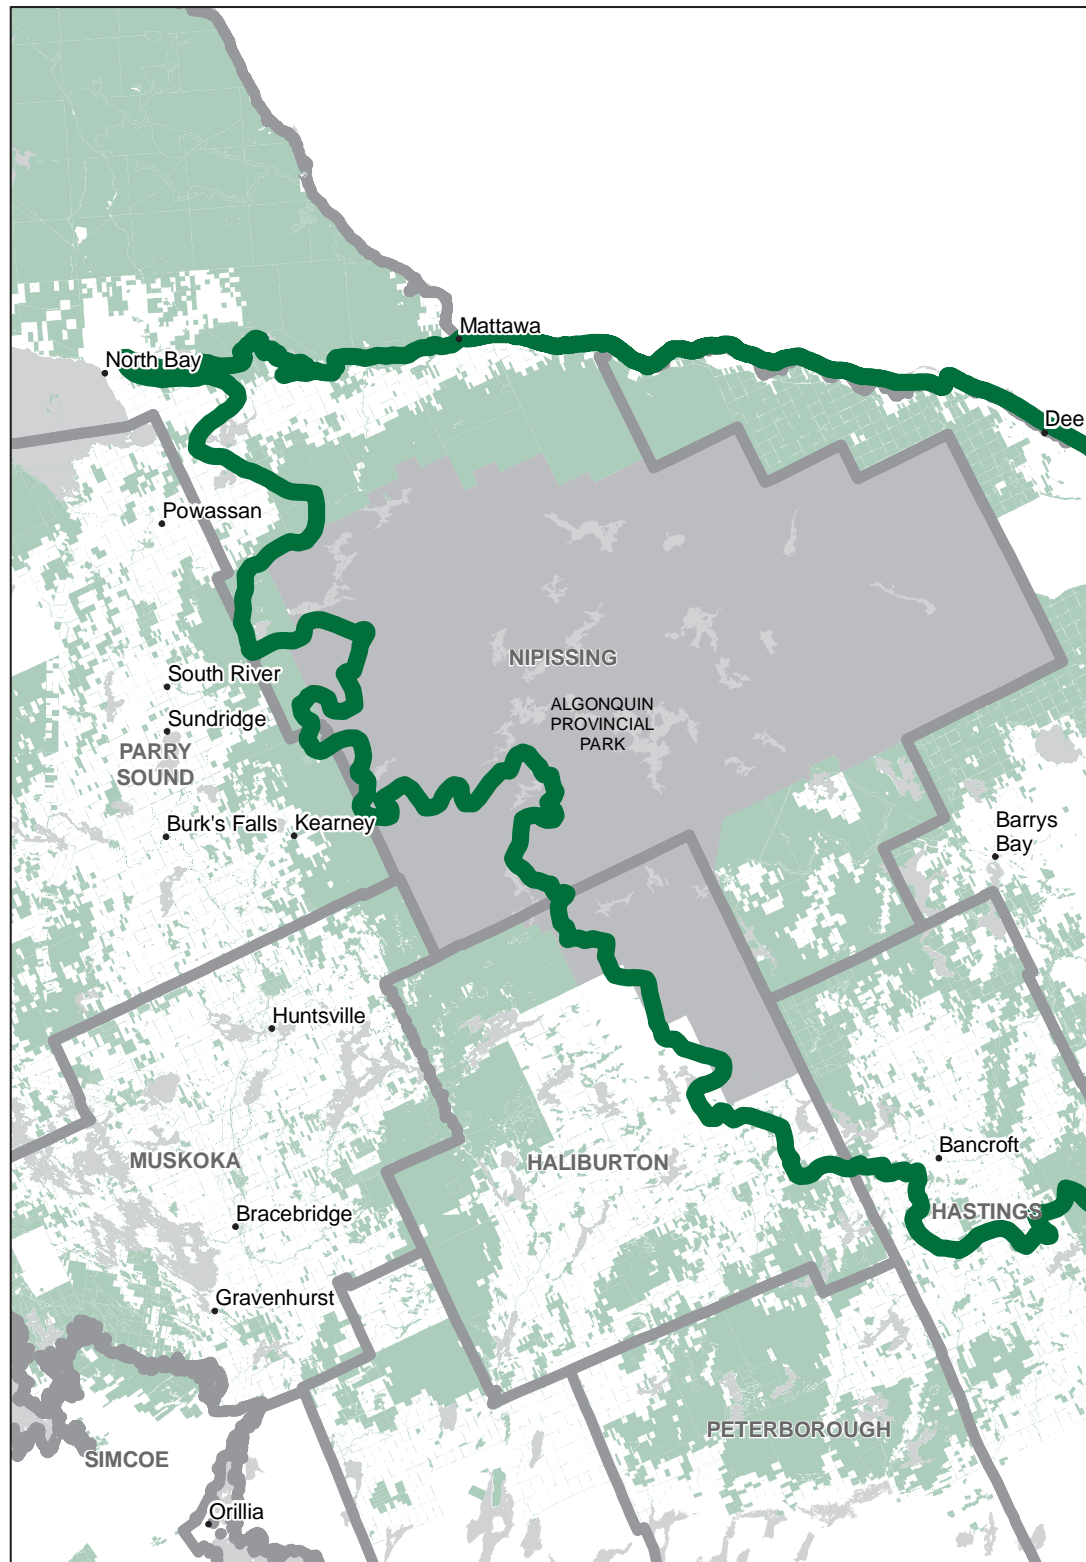 Mattawa
North Bay
Dee
Powassan
NIPISSING
South River
ALGONQUIN
PROVINCIAL
PARK
Sundridge
PARRY
SOUND
Burk's Falls
Kearney
Barrys
Bay
Huntsville
Bancroft
MUSKOKA
HALIBURTON
HASTINGS
Bracebridge
Gravenhurst
PETERBOROUGH
SIMCOE
Orillia